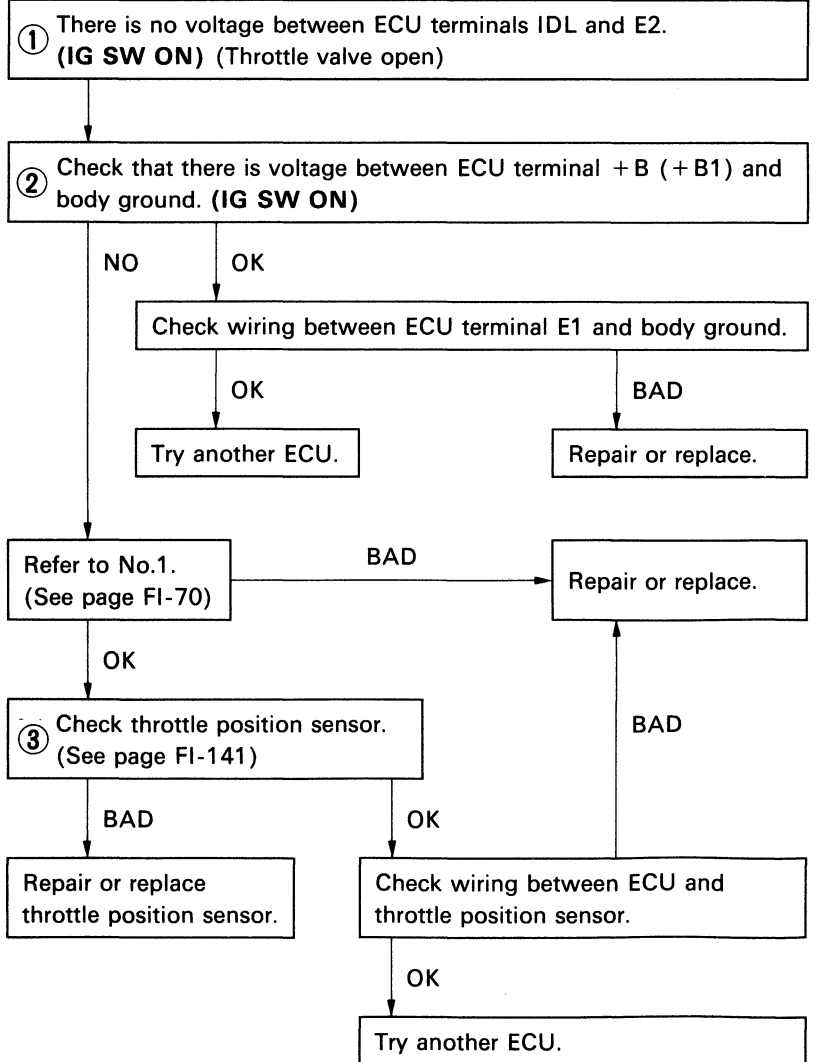 ① There is no voltage between ECU terminals IDL and E2.
(IG SW ON) (Throttle valve open)
② Check that there is voltage between ECU terminal +B (+B1) and
body ground. (IG SW ON)
NO
OK
Check wiring between ECU terminal E1 and body ground.
OK
BAD
Try another ECU.
Repair or replace.
Refer to No.1.
(See page FI-70)
BAD
Repair or replace.
OK
③ Check throttle position sensor.
(See page FI-141)
BAD
BAD
OK
Repair or replace
throttle position sensor.
Check wiring between ECU and
throttle position sensor.
OK
Try another ECU.